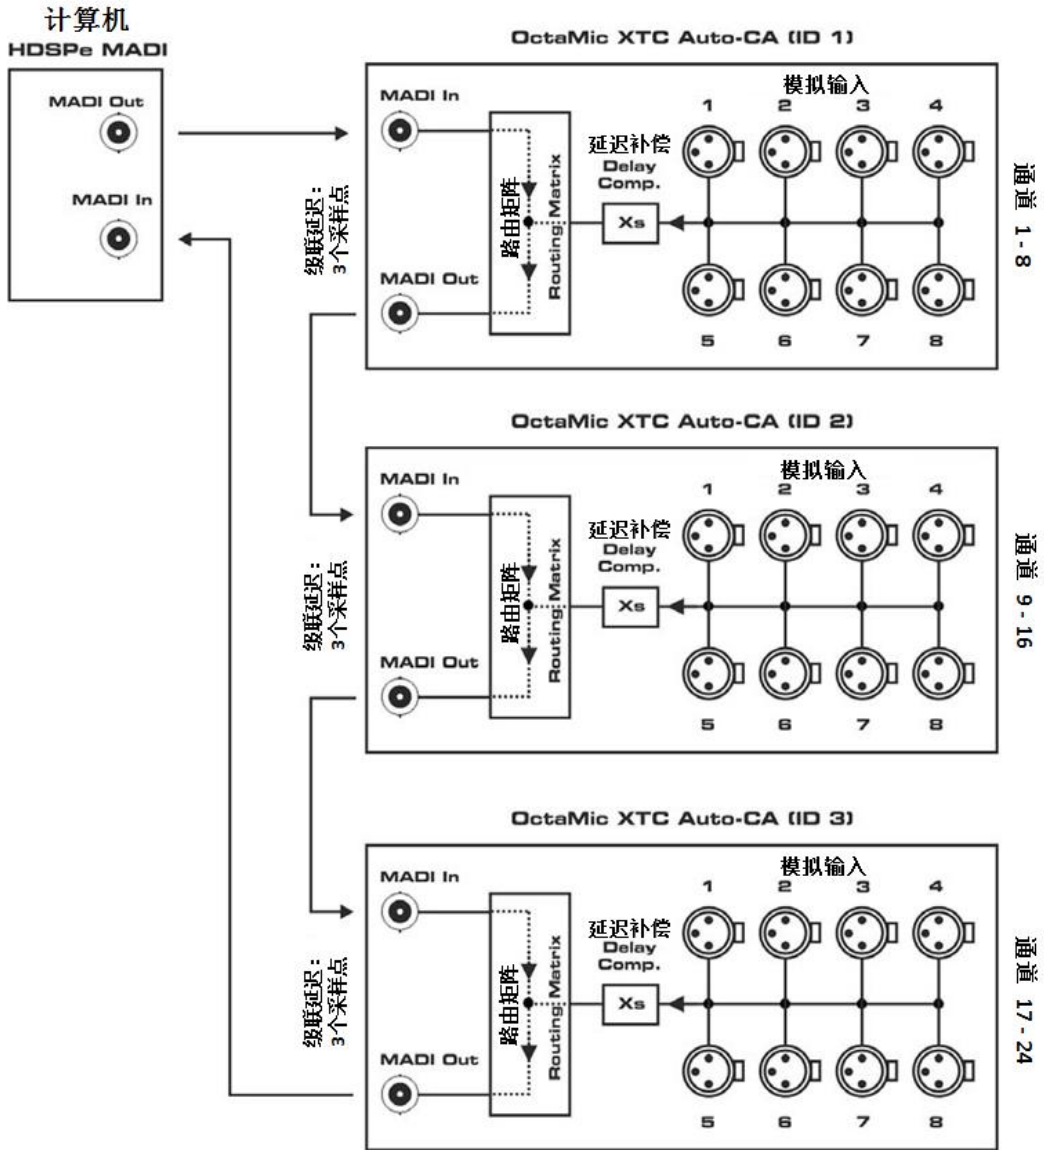 计算机
HDSPe MADI
MADI Out
MADI In
OctaMic XTC Auto-CA (ID 1)
MADI In
模拟输入
1 2 3 4
延迟补偿
Delay
Comp.
Xs
路由矩阵
Routing Matrix
级联延迟：
3个采样点
MADI Out
5 6 7 8
通道 1 - 8
OctaMic XTC Auto-CA (ID 2)
MADI In
模拟输入
1 2 3 4
延迟补偿
Delay
Comp.
Xs
路由矩阵
Routing Matrix
级联延迟：
3个采样点
MADI Out
5 6 7 8
通道 9 - 16
OctaMic XTC Auto-CA (ID 3)
MADI In
模拟输入
1 2 3 4
延迟补偿
Delay
Comp.
Xs
路由矩阵
Routing Matrix
级联延迟：
3个采样点
MADI Out
5 6 7 8
通道 17 - 24